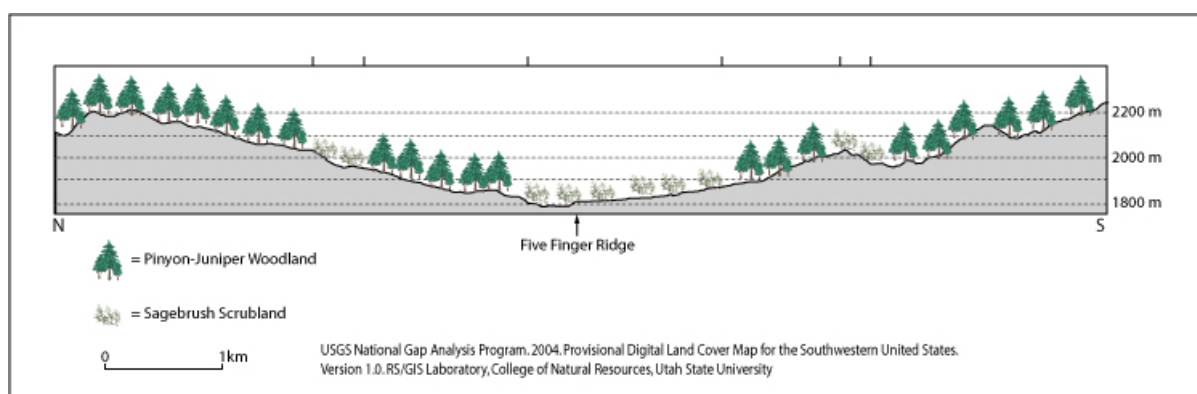 2200 m
2000 m
1800 m
N
S
Five Finger Ridge
= Pinyon-Juniper Woodland
= Sagebrush Scrubland
0 1km
USGS National Gap Analysis Program. 2004. Provisional Digital Land Cover Map for the Southwestern United States.
Version 1.0. RS/GIS Laboratory, College of Natural Resources, Utah State University